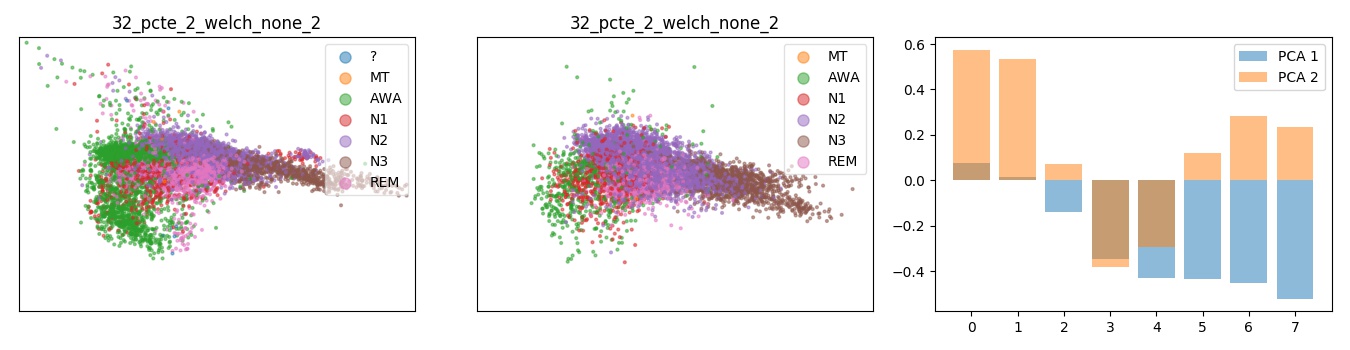 32_pcte_2_welch_none_2
?
MT
AWA
N1
N2
N3
REM
32_pcte_2_welch_none_2
MT
AWA
N1
N2
N3
REM
PCA 1
PCA 2
0.6
0.4
0.2
0.0
−0.2
−0.4
0 1 2 3 4 5 6 7